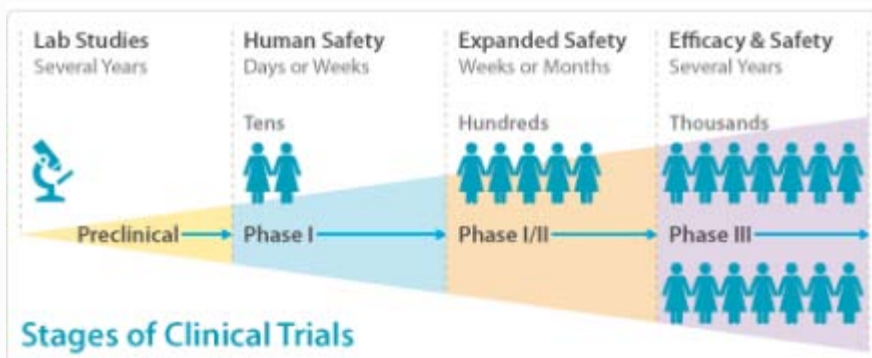 Lab Studies
Several Years
Human Safety
Days or Weeks
Expanded Safety
Weeks or Months
Efficacy & Safety
Several Years
Tens
Hundreds
Thousands
Preclinical
Phase I
Phase I/II
Phase III
Stages of Clinical Trials